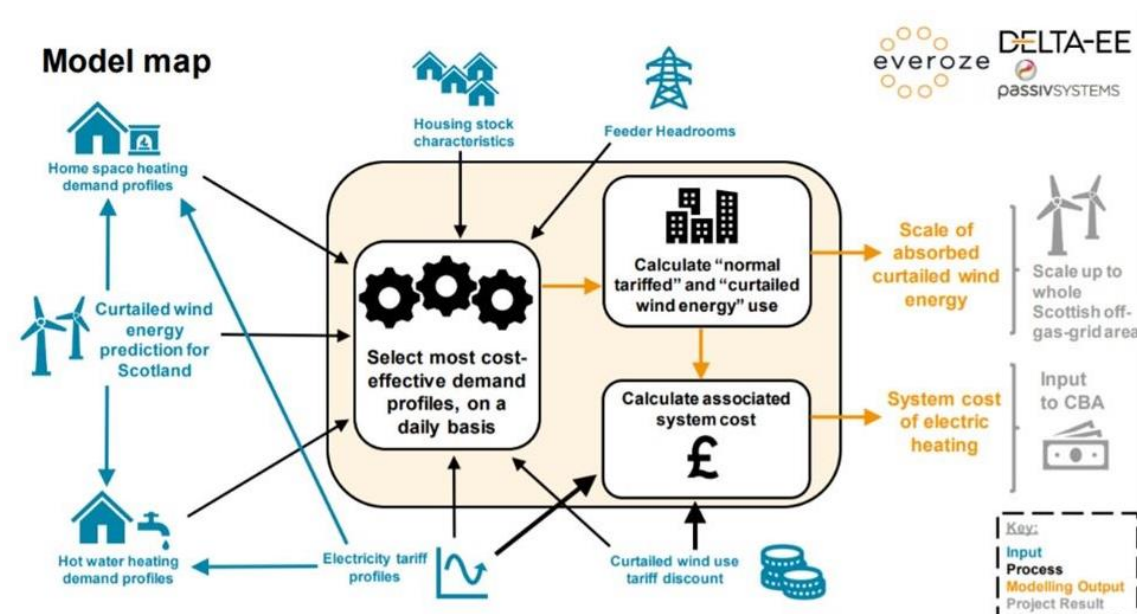 Model map
everoze
DELTA-EE
PASSIVSYSTEMS
Housing stock
characteristics
Feeder Headrooms
Home space heating
demand profiles
Curtailed wind
energy
prediction for
Scotland
Hot water heating
demand profiles
Select most cost-
effective demand
profiles, on a
daily basis
Calculate “normal
tariffed” and “curtailed
wind energy” use
Calculate associated
system cost
£
Scale of
absorbed
curtailed wind
energy
Scale up to
whole
Scottish off-
gas-grid area
System cost
of electric
heating
Input
to CBA
Electricity tariff
profiles
Curtailed wind use
tariff discount
Key:
Input
Process
Modelling Output
Project Result